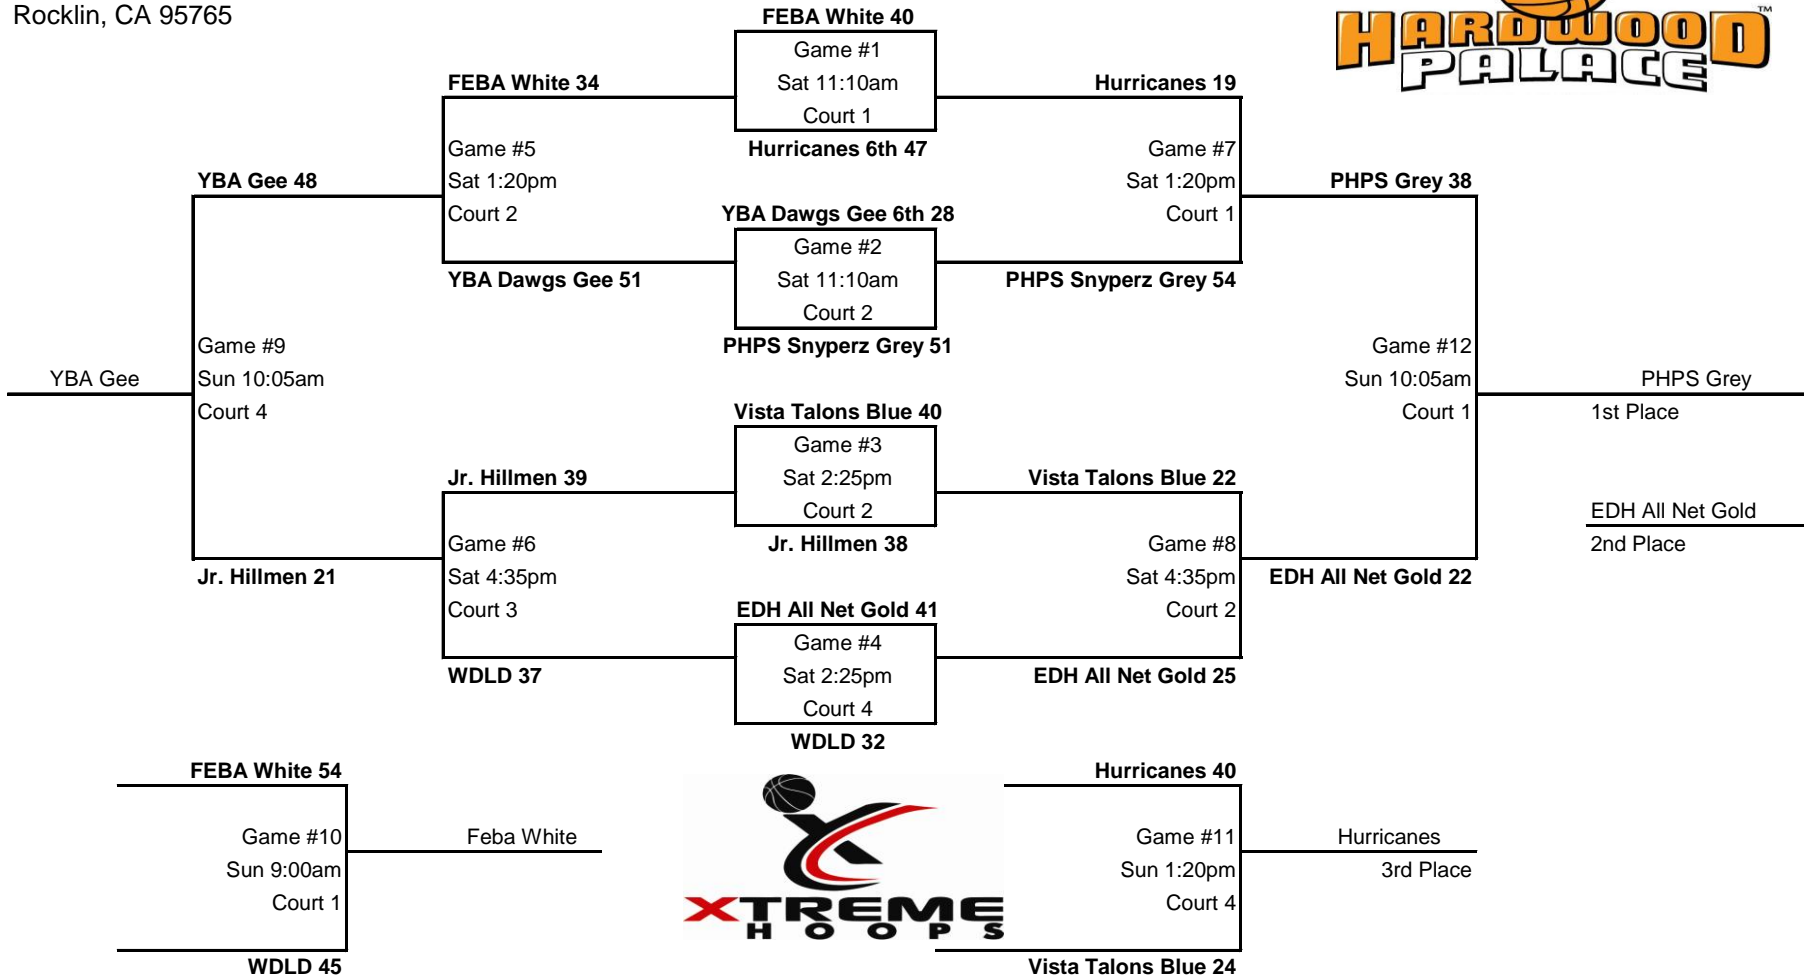 Rocklin, CA 95765
HARDWOOD
PALACE
TM
FEBA White 40
Game #1
Sat 11:10am
Court 1
Hurricanes 6th 47
FEBA White 34
Game #5
Sat 1:20pm
Court 2
YBA Dawgs Gee 51
Hurricanes 19
Game #7
Sat 1:20pm
Court 1
PHPS Snyperz Grey 54
YBA Dawgs Gee 6th 28
Game #2
Sat 11:10am
Court 2
PHPS Snyperz Grey 51
YBA Gee 48
Game #9
Sun 10:05am
Court 4
Jr. Hillmen 21
YBA Gee
PHPS Grey 38
Game #12
Sun 10:05am
Court 1
EDH All Net Gold 22
PHPS Grey
1st Place
EDH All Net Gold
2nd Place
Vista Talons Blue 40
Game #3
Sat 2:25pm
Court 2
Jr. Hillmen 38
Jr. Hillmen 39
Game #6
Sat 4:35pm
Court 3
WDLD 37
Vista Talons Blue 22
Game #8
Sat 4:35pm
Court 2
EDH All Net Gold 25
EDH All Net Gold 41
Game #4
Sat 2:25pm
Court 4
WDLD 32
FEBA White 54
Game #10
Sun 9:00am
Court 1
WDLD 45
Feba White
XTREME
HOOPS
Hurricanes 40
Game #11
Sun 1:20pm
Court 4
Vista Talons Blue 24
Hurricanes
3rd Place